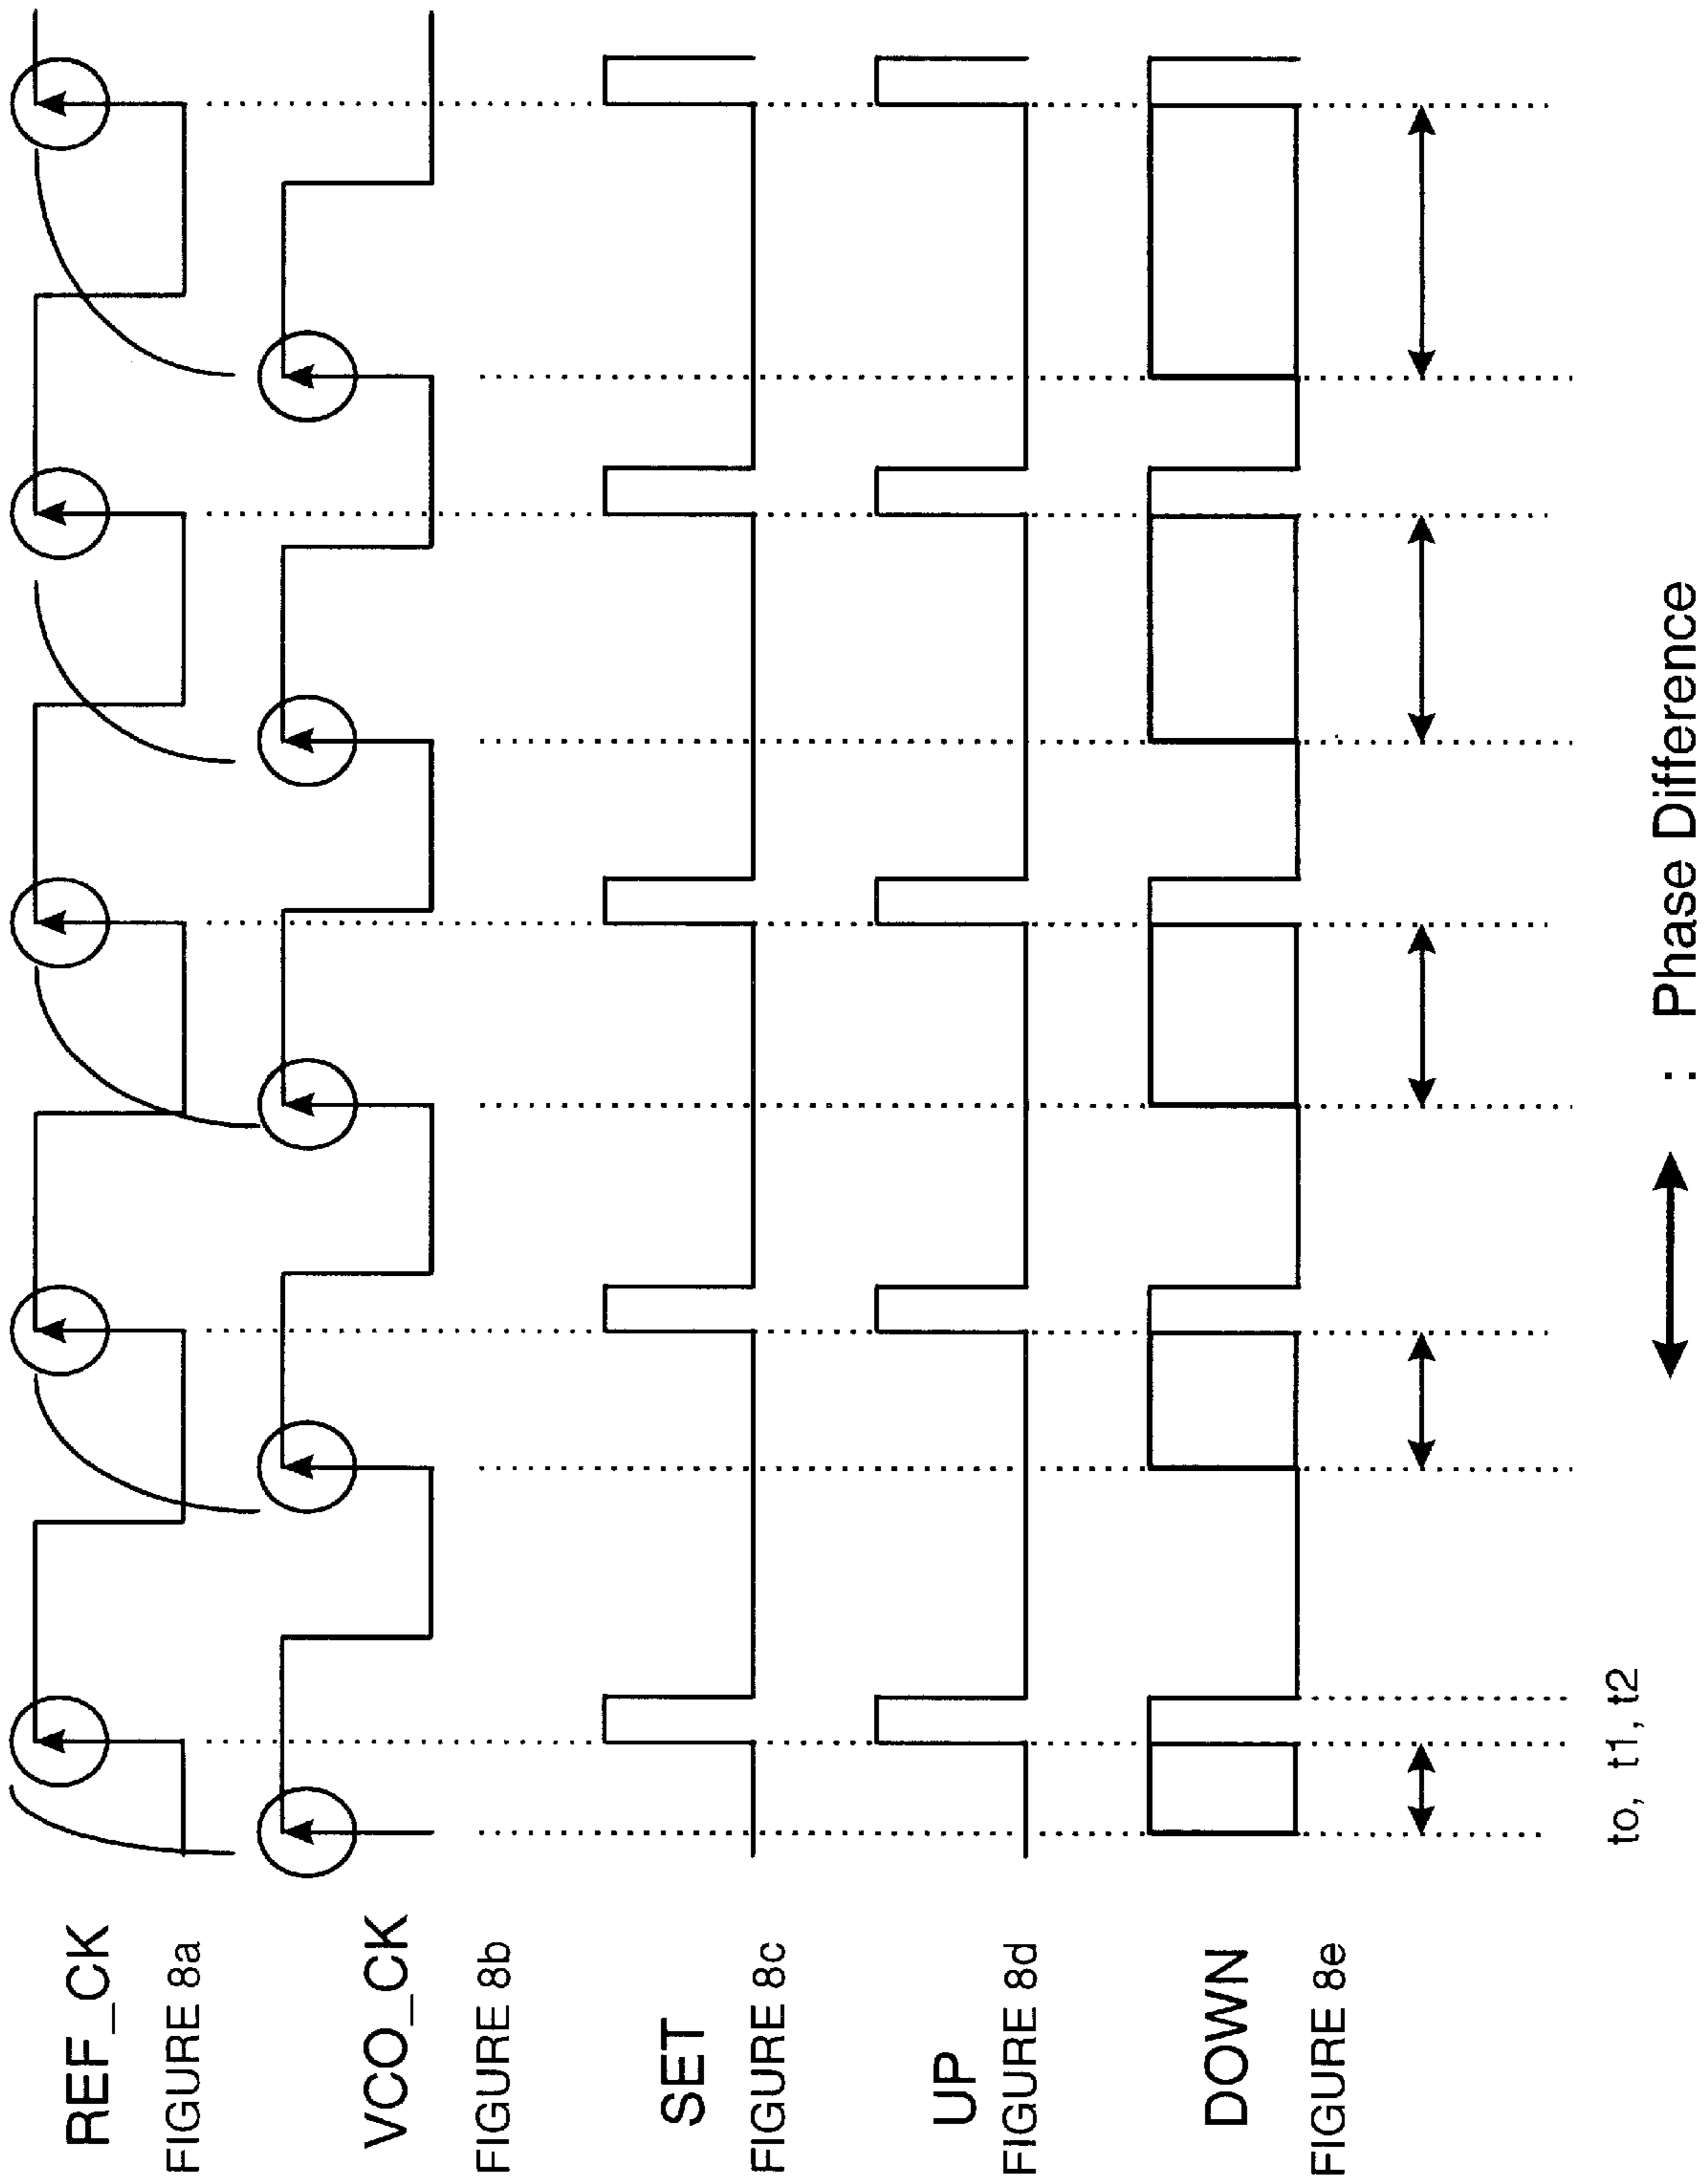 REF_CK
FIGURE 8a
VCO_CK
FIGURE 8b
SET
FIGURE 8c
UP
FIGURE 8d
DOWN
FIGURE 8e
to, t1, t2
: Phase Difference